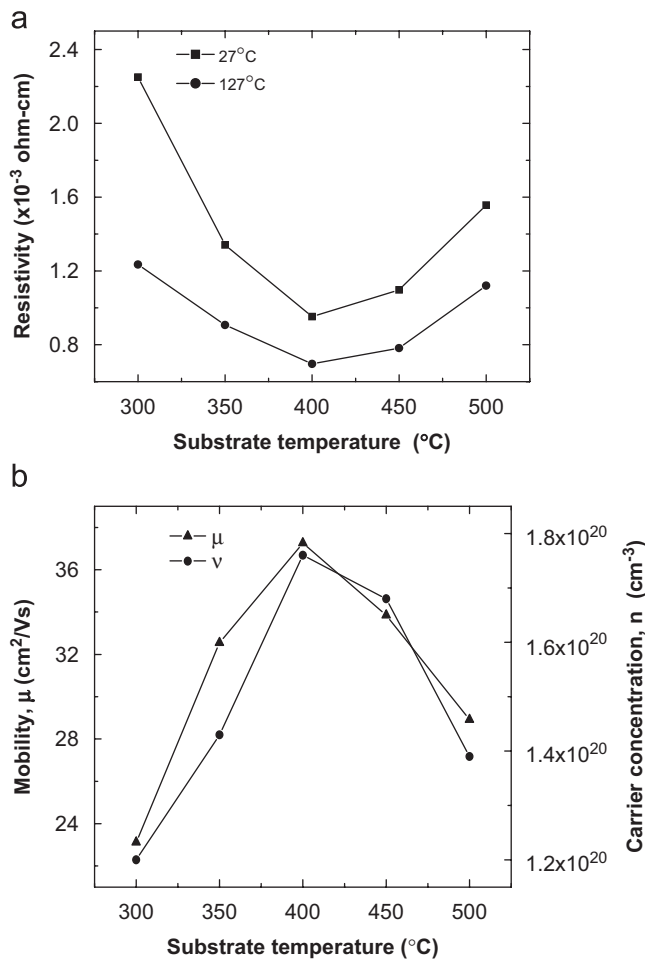 a
2.4
2.0
1.6
1.2
0.8
Resistivity (x10⁻³ ohm-cm)
27°C
127°C
300 350 400 450 500
Substrate temperature (°C)
b
36
32
28
24
Mobility, μ (cm²/Vs)
μ
ν
1.8x10²⁰
1.6x10²⁰
1.4x10²⁰
1.2x10²⁰
Carrier concentration, n (cm⁻³)
300 350 400 450 500
Substrate temperature (°C)